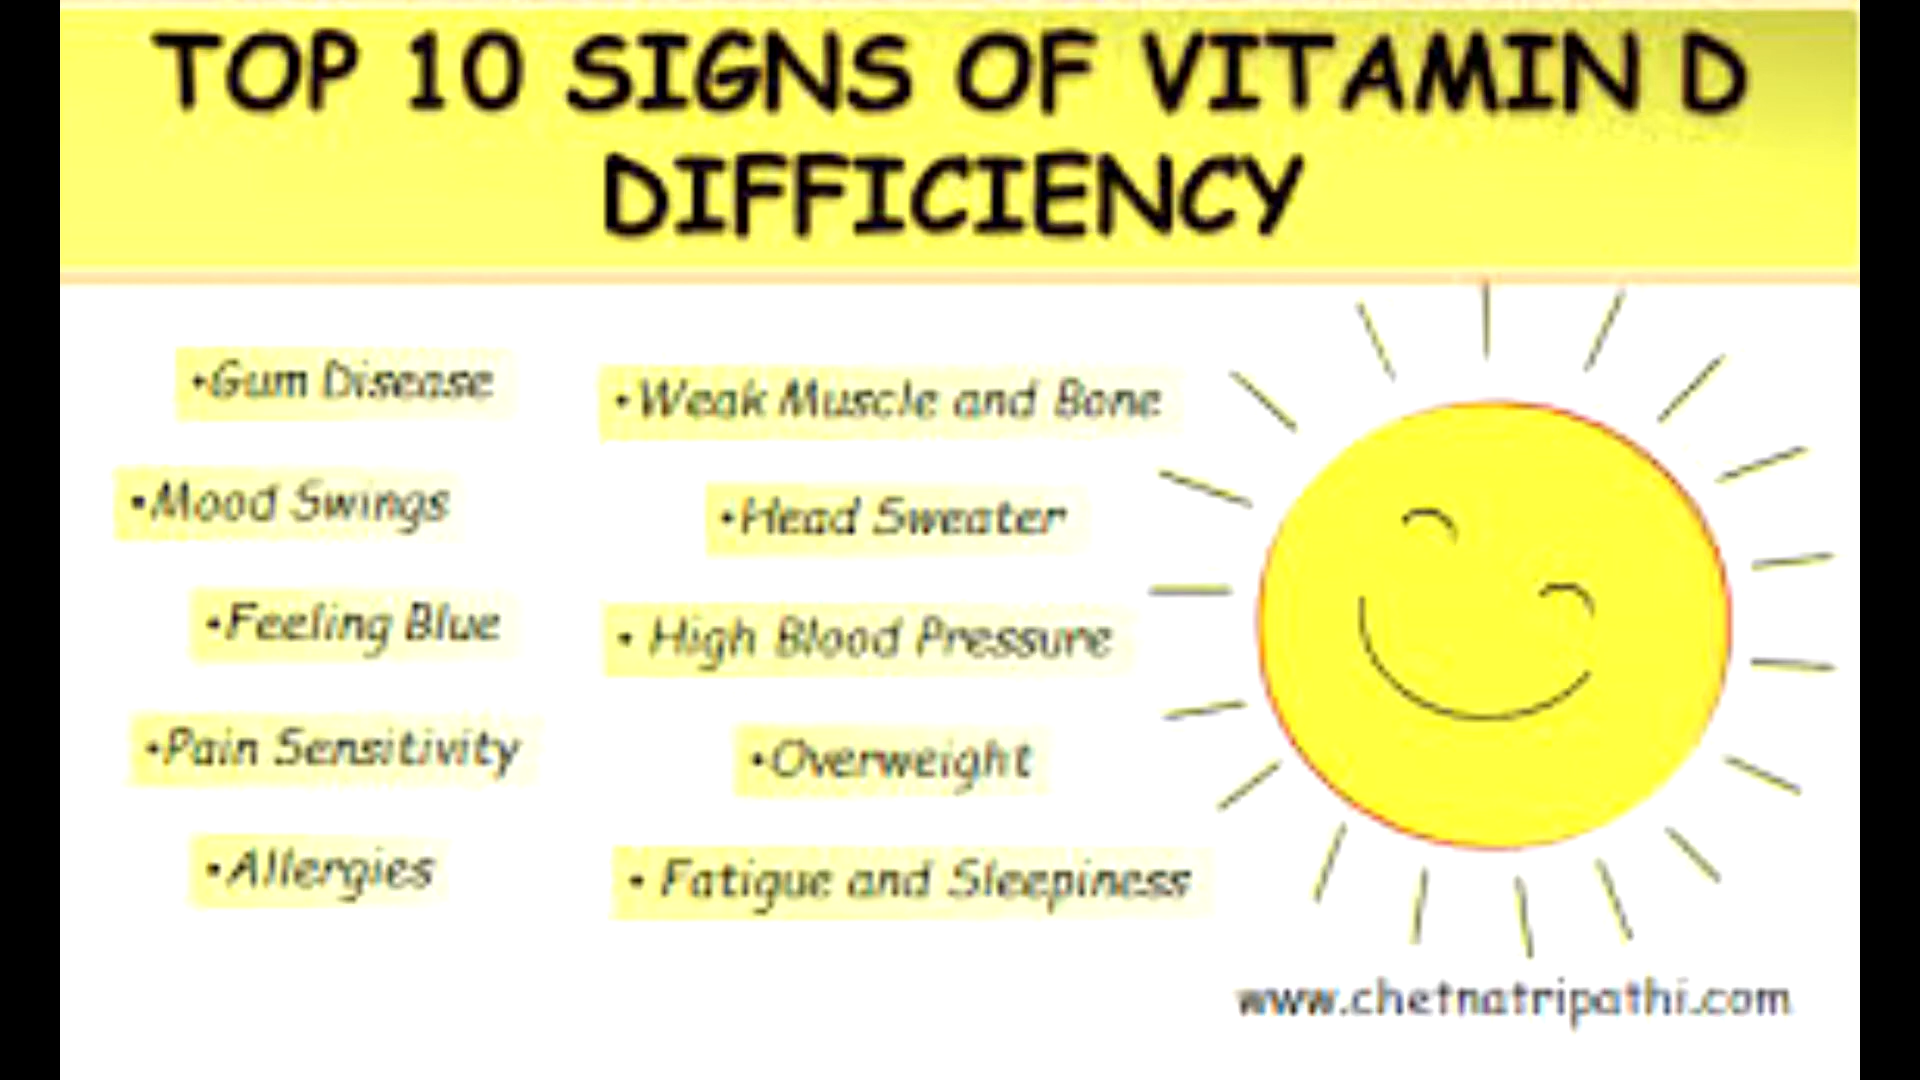 TOP 10 SIGNS OF VITAMIN D
DIFFICIENCY
•Gum Disease
•Mood Swings
•Feeling Blue
•Pain Sensitivity
•Allergies
• Weak Muscle and Bone
•Head Sweater
• High Blood Pressure
•Overweight
• Fatigue and Sleepiness
www.chetnatripathi.com